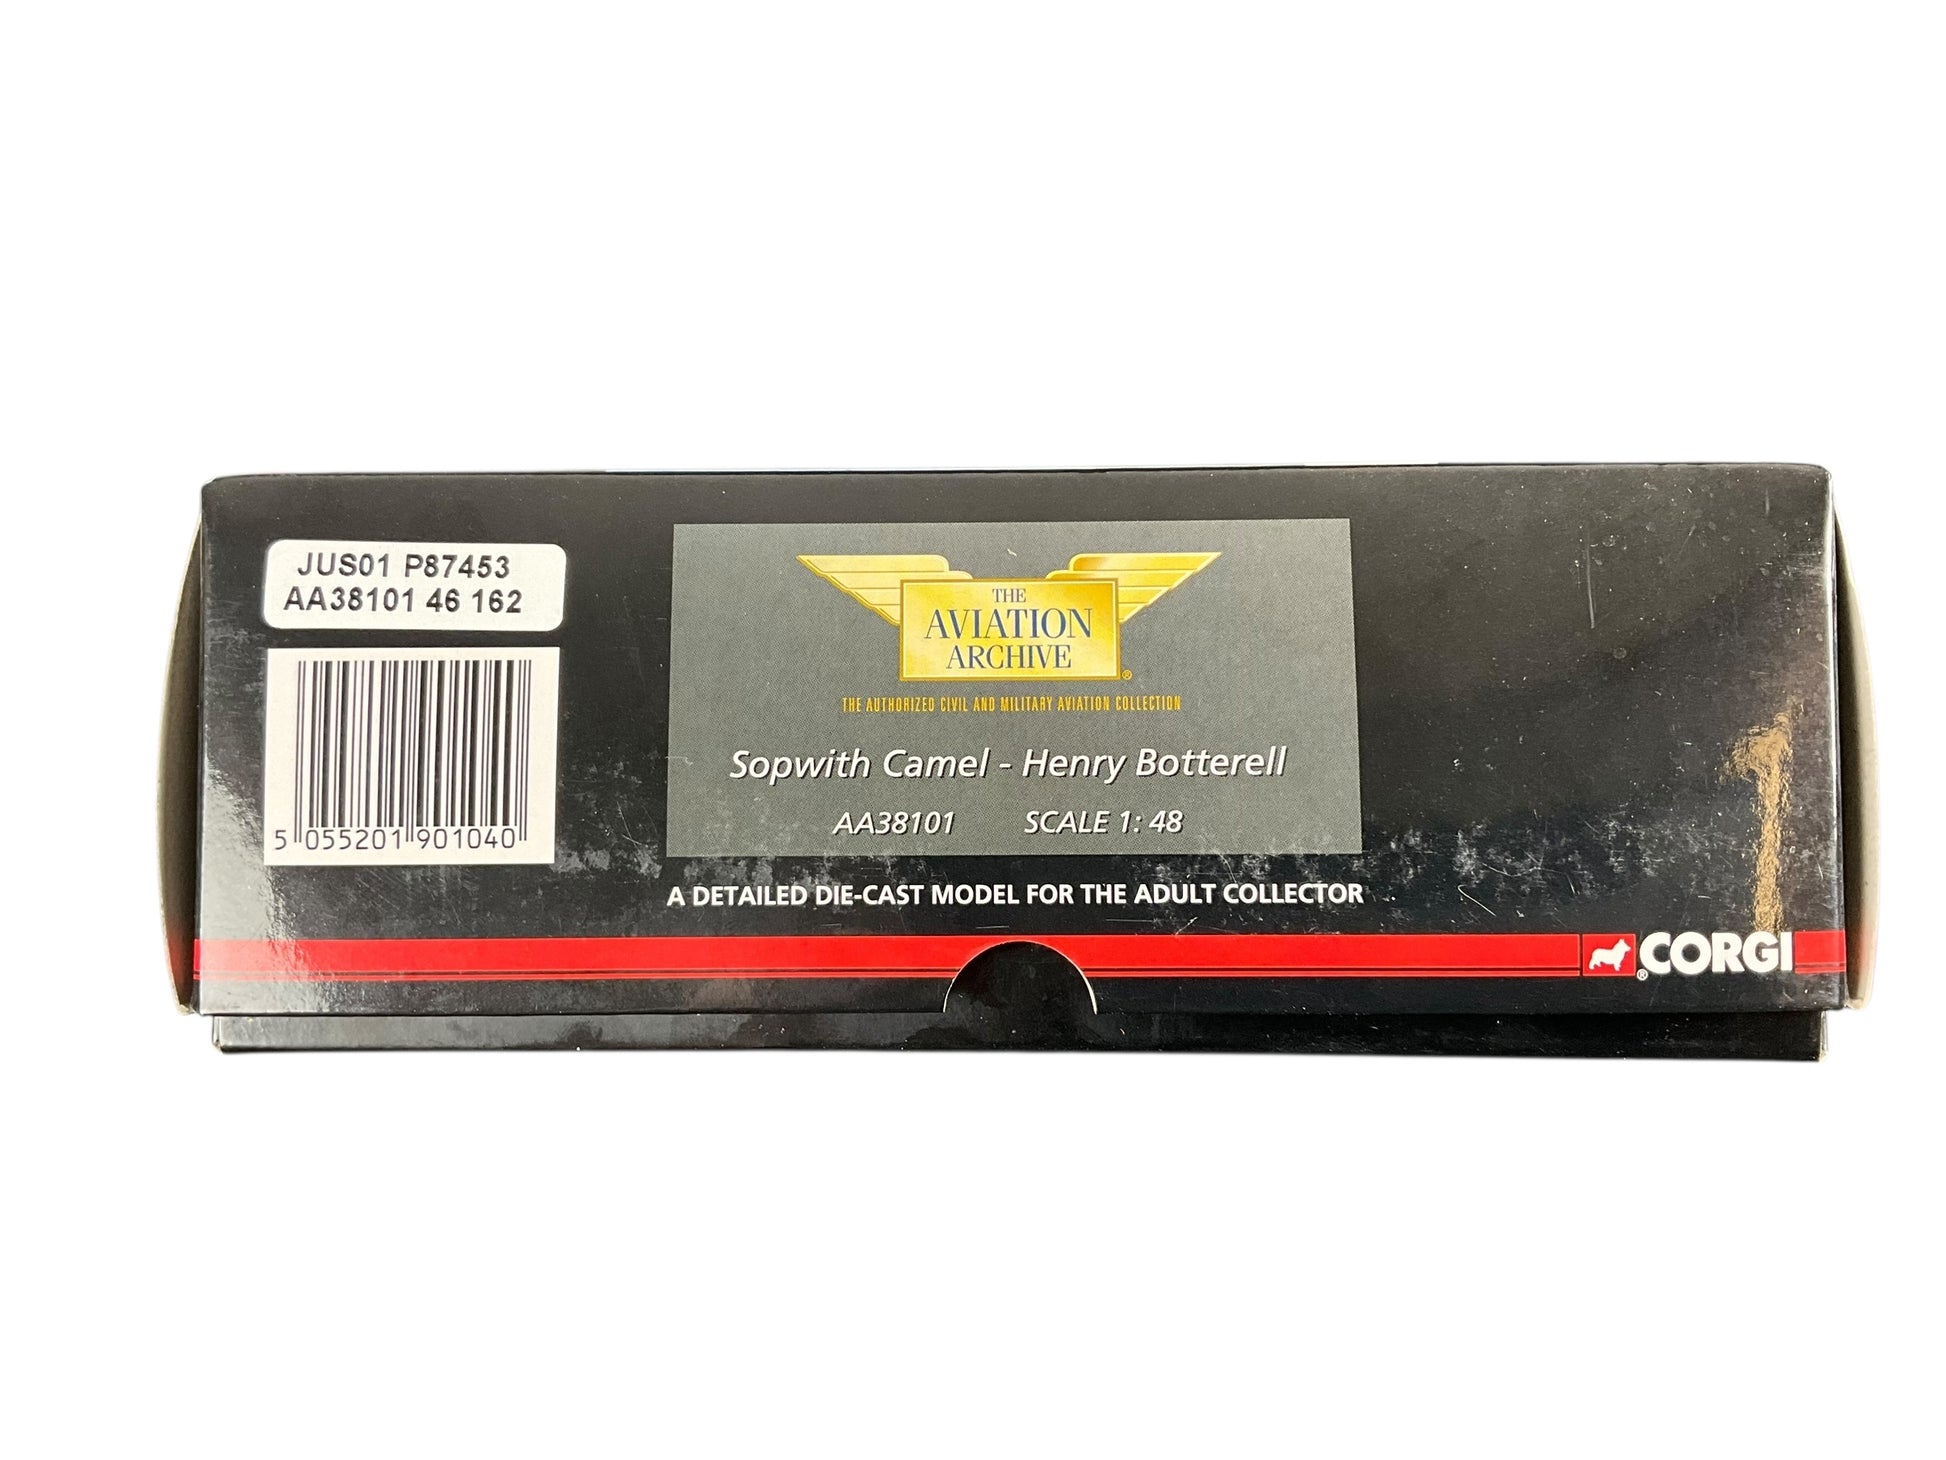 JUS01 P87453
AA38101 46 162
5 055201 901040
THE
AVIATION
ARCHIVE
®
THE AUTHORIZED CIVIL AND MILITARY AVIATION COLLECTION
Sopwith Camel - Henry Botterell
AA38101 SCALE 1: 48
A DETAILED DIE-CAST MODEL FOR THE ADULT COLLECTOR
® CORGI
1